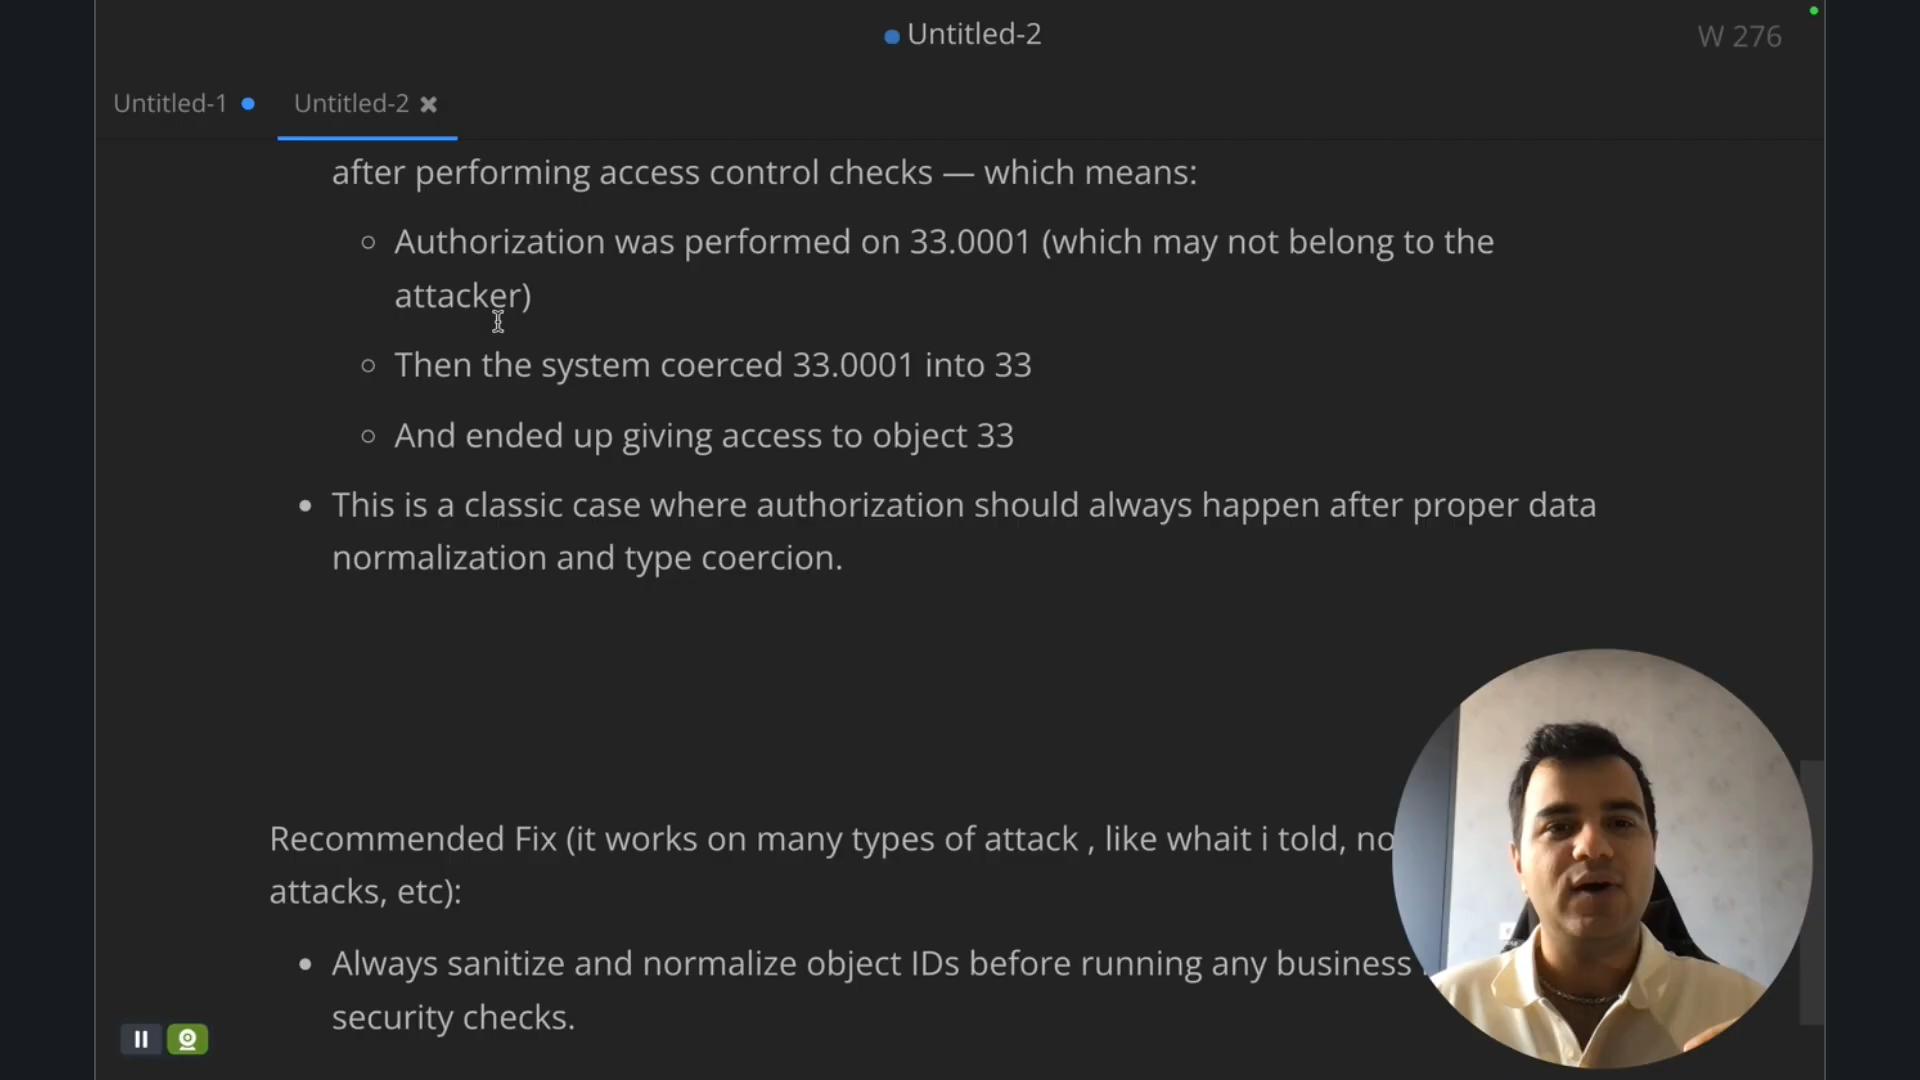 Untitled-2
W 276
Untitled-1
Untitled-2
after performing access control checks — which means:
Authorization was performed on 33.0001 (which may not belong to the
attacker)
Then the system coerced 33.0001 into 33
And ended up giving access to object 33
This is a classic case where authorization should always happen after proper data
normalization and type coercion.
Recommended Fix (it works on many types of attack , like whait i told,
attacks, etc):
Always sanitize and normalize object IDs before running any business
security checks.